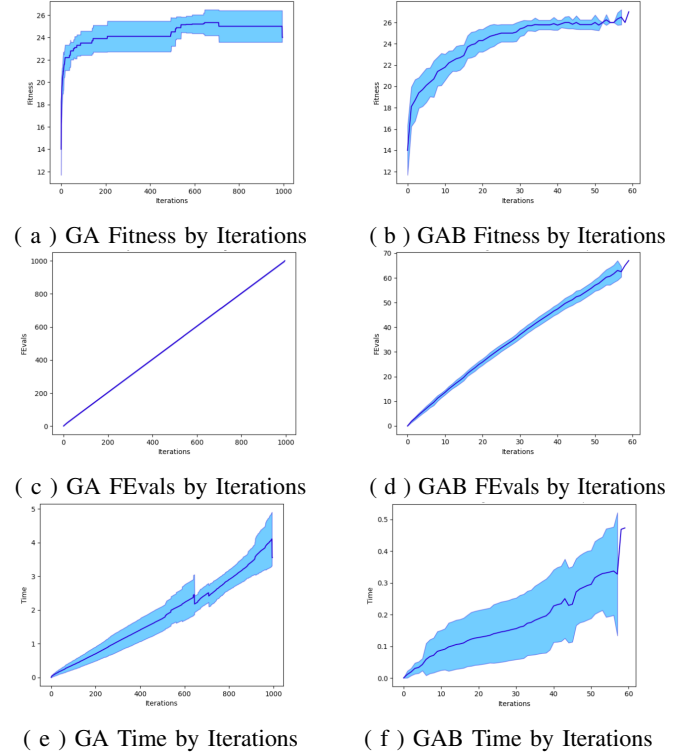 26
24
22
20
18
16
14
12
Fitness
0 200 400 600 800 1000
Iterations
( a ) GA Fitness by Iterations
26
24
22
20
18
16
14
12
Fitness
0 10 20 30 40 50 60
Iterations
( b ) GAB Fitness by Iterations
1000
800
600
400
200
0
FEvals
0 200 400 600 800 1000
Iterations
( c ) GA FEvals by Iterations
70
60
50
40
30
20
10
0
FEvals
0 10 20 30 40 50 60
Iterations
( d ) GAB FEvals by Iterations
5
4
3
2
1
0
Time
0 200 400 600 800 1000
Iterations
( e ) GA Time by Iterations
0.5
0.4
0.3
0.2
0.1
0.0
Time
0 10 20 30 40 50 60
Iterations
( f ) GAB Time by Iterations